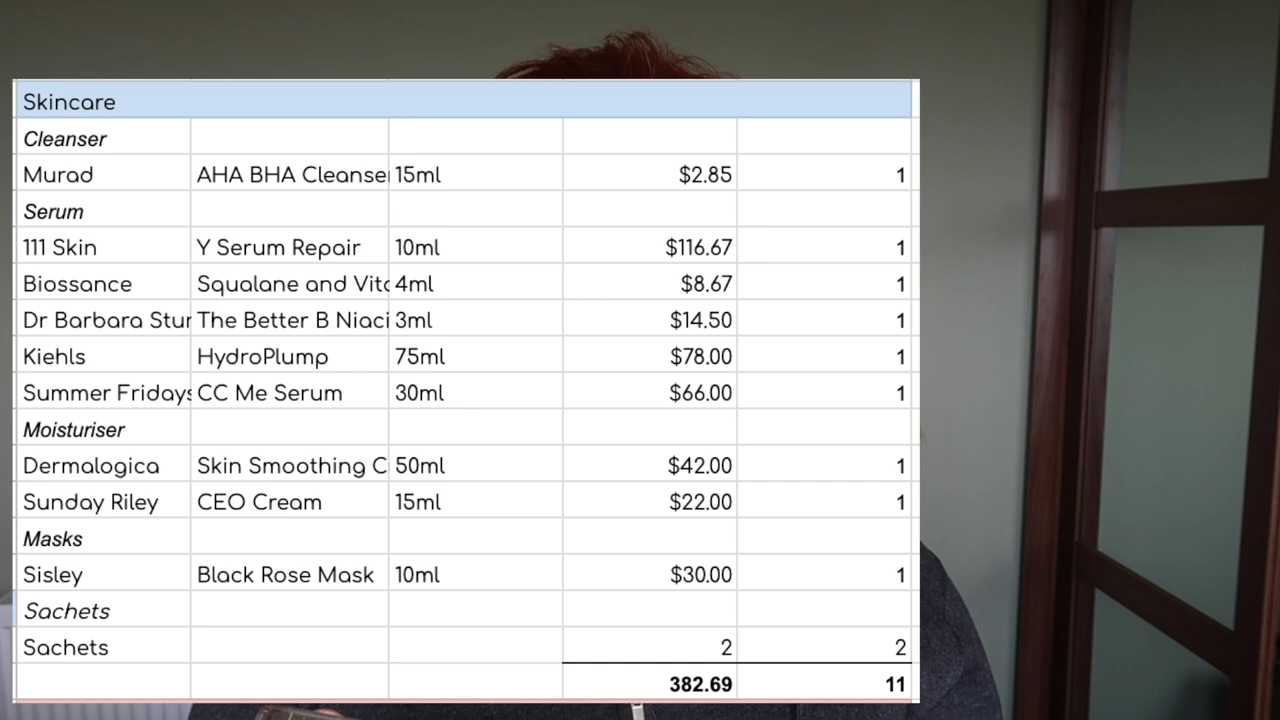 Skincare
Cleanser
Murad AHA BHA Cleanse 15ml $2.85 1
Serum
111 Skin Y Serum Repair 10ml $116.67 1
Biossance Squalane and Vita 4ml $8.67 1
Dr Barbara Stur The Better B Niaci 3ml $14.50 1
Kiehls HydroPlump 75ml $78.00 1
Summer Fridays CC Me Serum 30ml $66.00 1
Moisturiser
Dermalogica Skin Smoothing C 50ml $42.00 1
Sunday Riley CEO Cream 15ml $22.00 1
Masks
Sisley Black Rose Mask 10ml $30.00 1
Sachets
Sachets 2 2
382.69 11